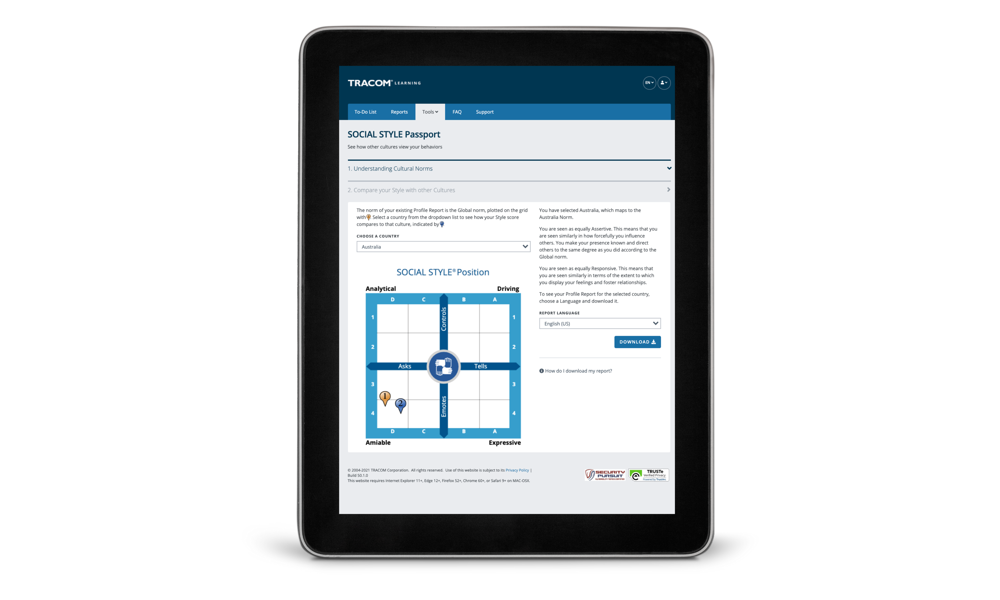 TRACOM® LEARNING
EN
To-Do List Reports Tools FAQ Support
SOCIAL STYLE Passport
See how other cultures view your behaviors
1. Understanding Cultural Norms
2. Compare your Style with other Cultures
The norm of your existing Profile Report is the Global norm, plotted on the grid
with 1. Select a country from the dropdown list to see how your Style score
compares to that culture, indicated by 2.
CHOOSE A COUNTRY
Australia
SOCIAL STYLE® Position
Analytical Driving
D C B A
Controls
1 1
2 2
Asks Tells
3 3
1
2
Emotes
4 4
D C B A
Amiable Expressive
You have selected Australia, which maps to the
Australia Norm.
You are seen as equally Assertive. This means that you
are seen similarly in how forcefully you influence
others. You make your presence known and direct
others to the same degree as you did according to the
Global norm.
You are seen as equally Responsive. This means that
you are seen similarly in terms of the extent to which
you display your feelings and foster relationships.
To see your Profile Report for the selected country,
choose a Language and download it.
REPORT LANGUAGE
English (US)
DOWNLOAD
How do I download my report?
© 2004-2021 TRACOM Corporation. All rights reserved. Use of this website is subject to its Privacy Policy |
Build 50.1.0
This website requires Internet Explorer 11+, Edge 12+, Firefox 52+, Chrome 60+, or Safari 9+ on MAC-OSX.
SECURITY
PURSUIT
TRUSTe
Verified Privacy
Powered by TrustArc